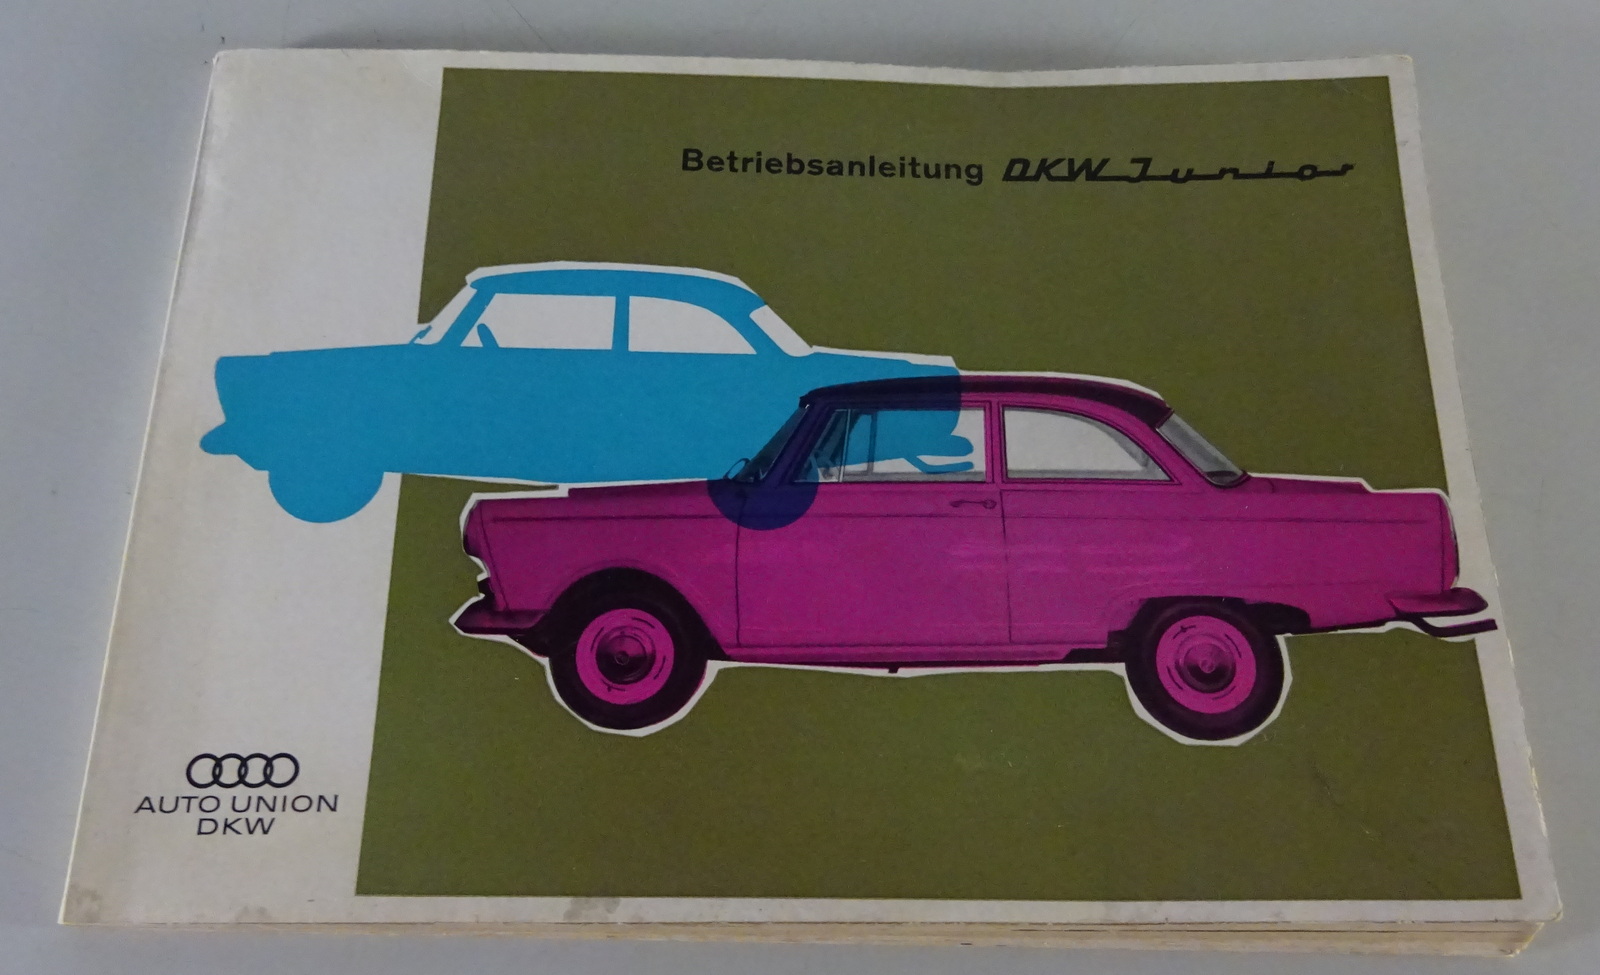 Betriebsanleitung DKW Junior
AUTO UNION
DKW